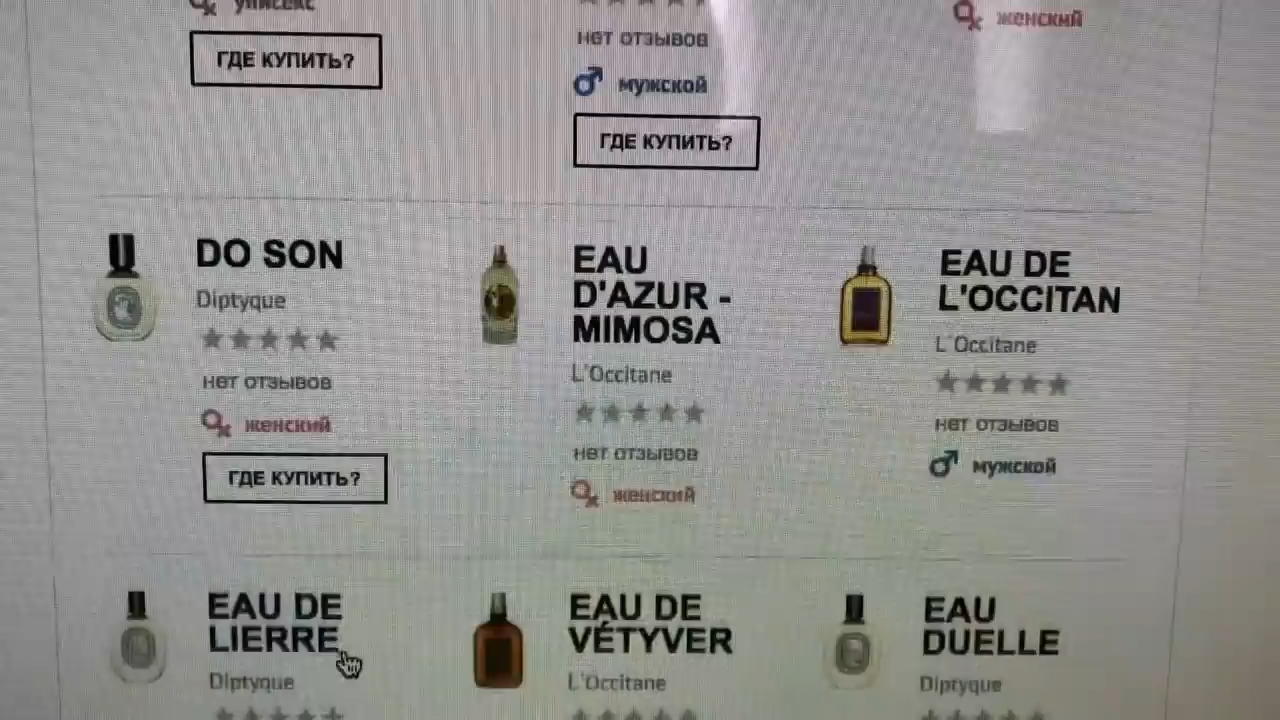 унисекс
ГДЕ КУПИТЬ?
нет отзывов
мужской
ГДЕ КУПИТЬ?
женский
DO SON
Diptyque
нет отзывов
женский
ГДЕ КУПИТЬ?
EAU
D'AZUR -
MIMOSA
L'Occitane
нет отзывов
женский
EAU DE
L'OCCITAN
L'Occitane
нет отзывов
мужской
EAU DE
LIERRE
Diptyque
EAU DE
VÉTYVER
L'Occitane
EAU
DUELLE
Diptyque